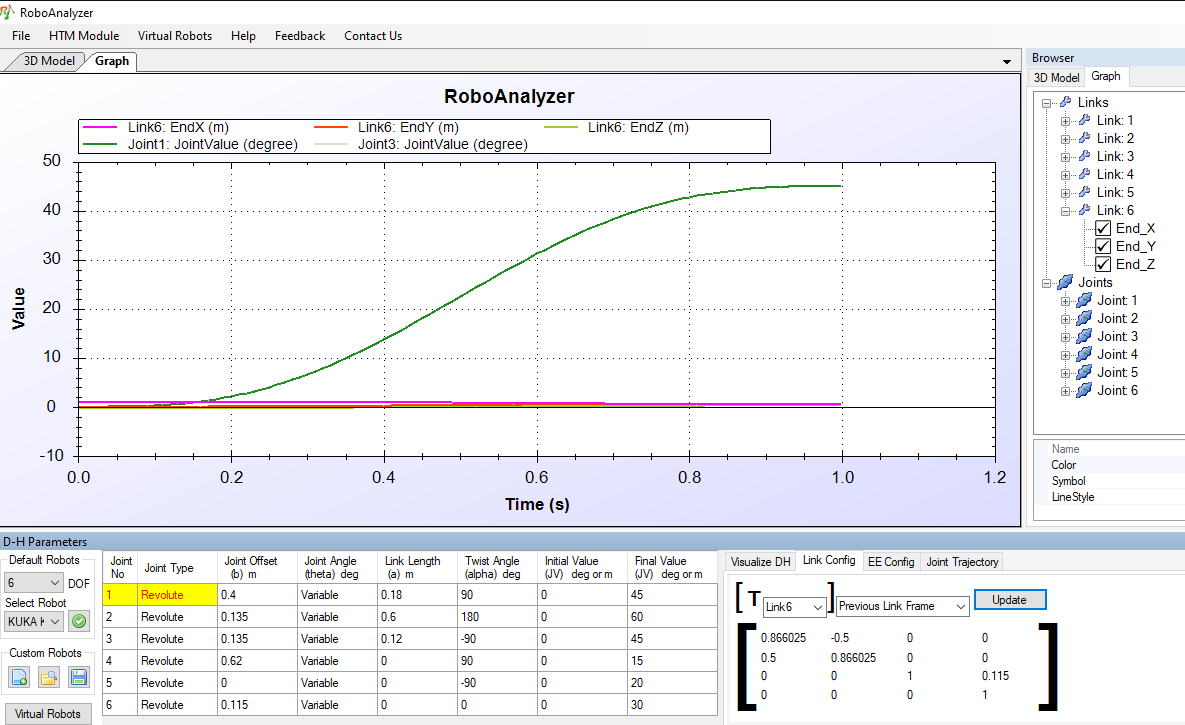 RoboAnalyzer
File HTM Module Virtual Robots Help Feedback Contact Us
3D Model Graph
RoboAnalyzer
Link6: EndX (m) Link6: EndY (m) Link6: EndZ (m)
Joint1: JointValue (degree) Joint3: JointValue (degree)
50
40
30
20
10
0
-10
Value
0.0 0.2 0.4 0.6 0.8 1.0 1.2
Time (s)
Browser
3D Model Graph
Links
Link: 1
Link: 2
Link: 3
Link: 4
Link: 5
Link: 6
End_X
End_Y
End_Z
Joints
Joint: 1
Joint: 2
Joint: 3
Joint: 4
Joint: 5
Joint: 6
Name
Color
Symbol
LineStyle
D-H Parameters
Default Robots
6 DOF
Select Robot
KUKA
Custom Robots
Virtual Robots
Joint No Joint Type Joint Offset (b) m Joint Angle (theta) deg Link Length (a) m Twist Angle (alpha) deg Initial Value (JV) deg or m Final Value (JV) deg or m
1 Revolute 0.4 Variable 0.18 90 0 45
2 Revolute 0.135 Variable 0.6 180 0 60
3 Revolute 0.135 Variable 0.12 -90 0 45
4 Revolute 0.62 Variable 0 90 0 15
5 Revolute 0 Variable 0 -90 0 20
6 Revolute 0.115 Variable 0 0 0 30
Visualize DH Link Config EE Config Joint Trajectory
[T Link6 ] Previous Link Frame Update
0.866025 -0.5 0 0
0.5 0.866025 0 0
0 0 1 0.115
0 0 0 1